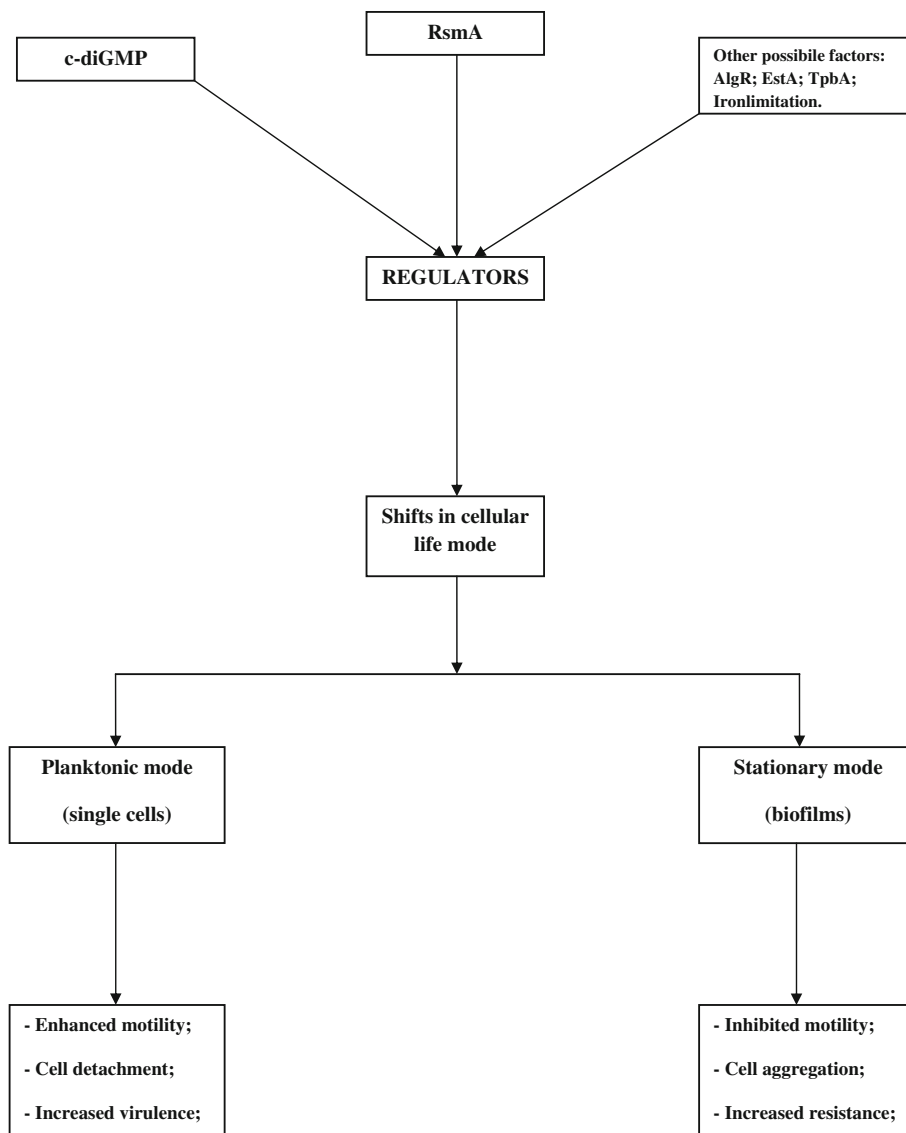 c-diGMP
RsmA
Other possibile factors:
AlgR; EstA; TpbA;
Ironlimitation.
REGULATORS
Shifts in cellular
life mode
Planktonic mode
(single cells)
Stationary mode
(biofilms)
- Enhanced motility;
- Cell detachment;
- Increased virulence;
- Inhibited motility;
- Cell aggregation;
- Increased resistance;